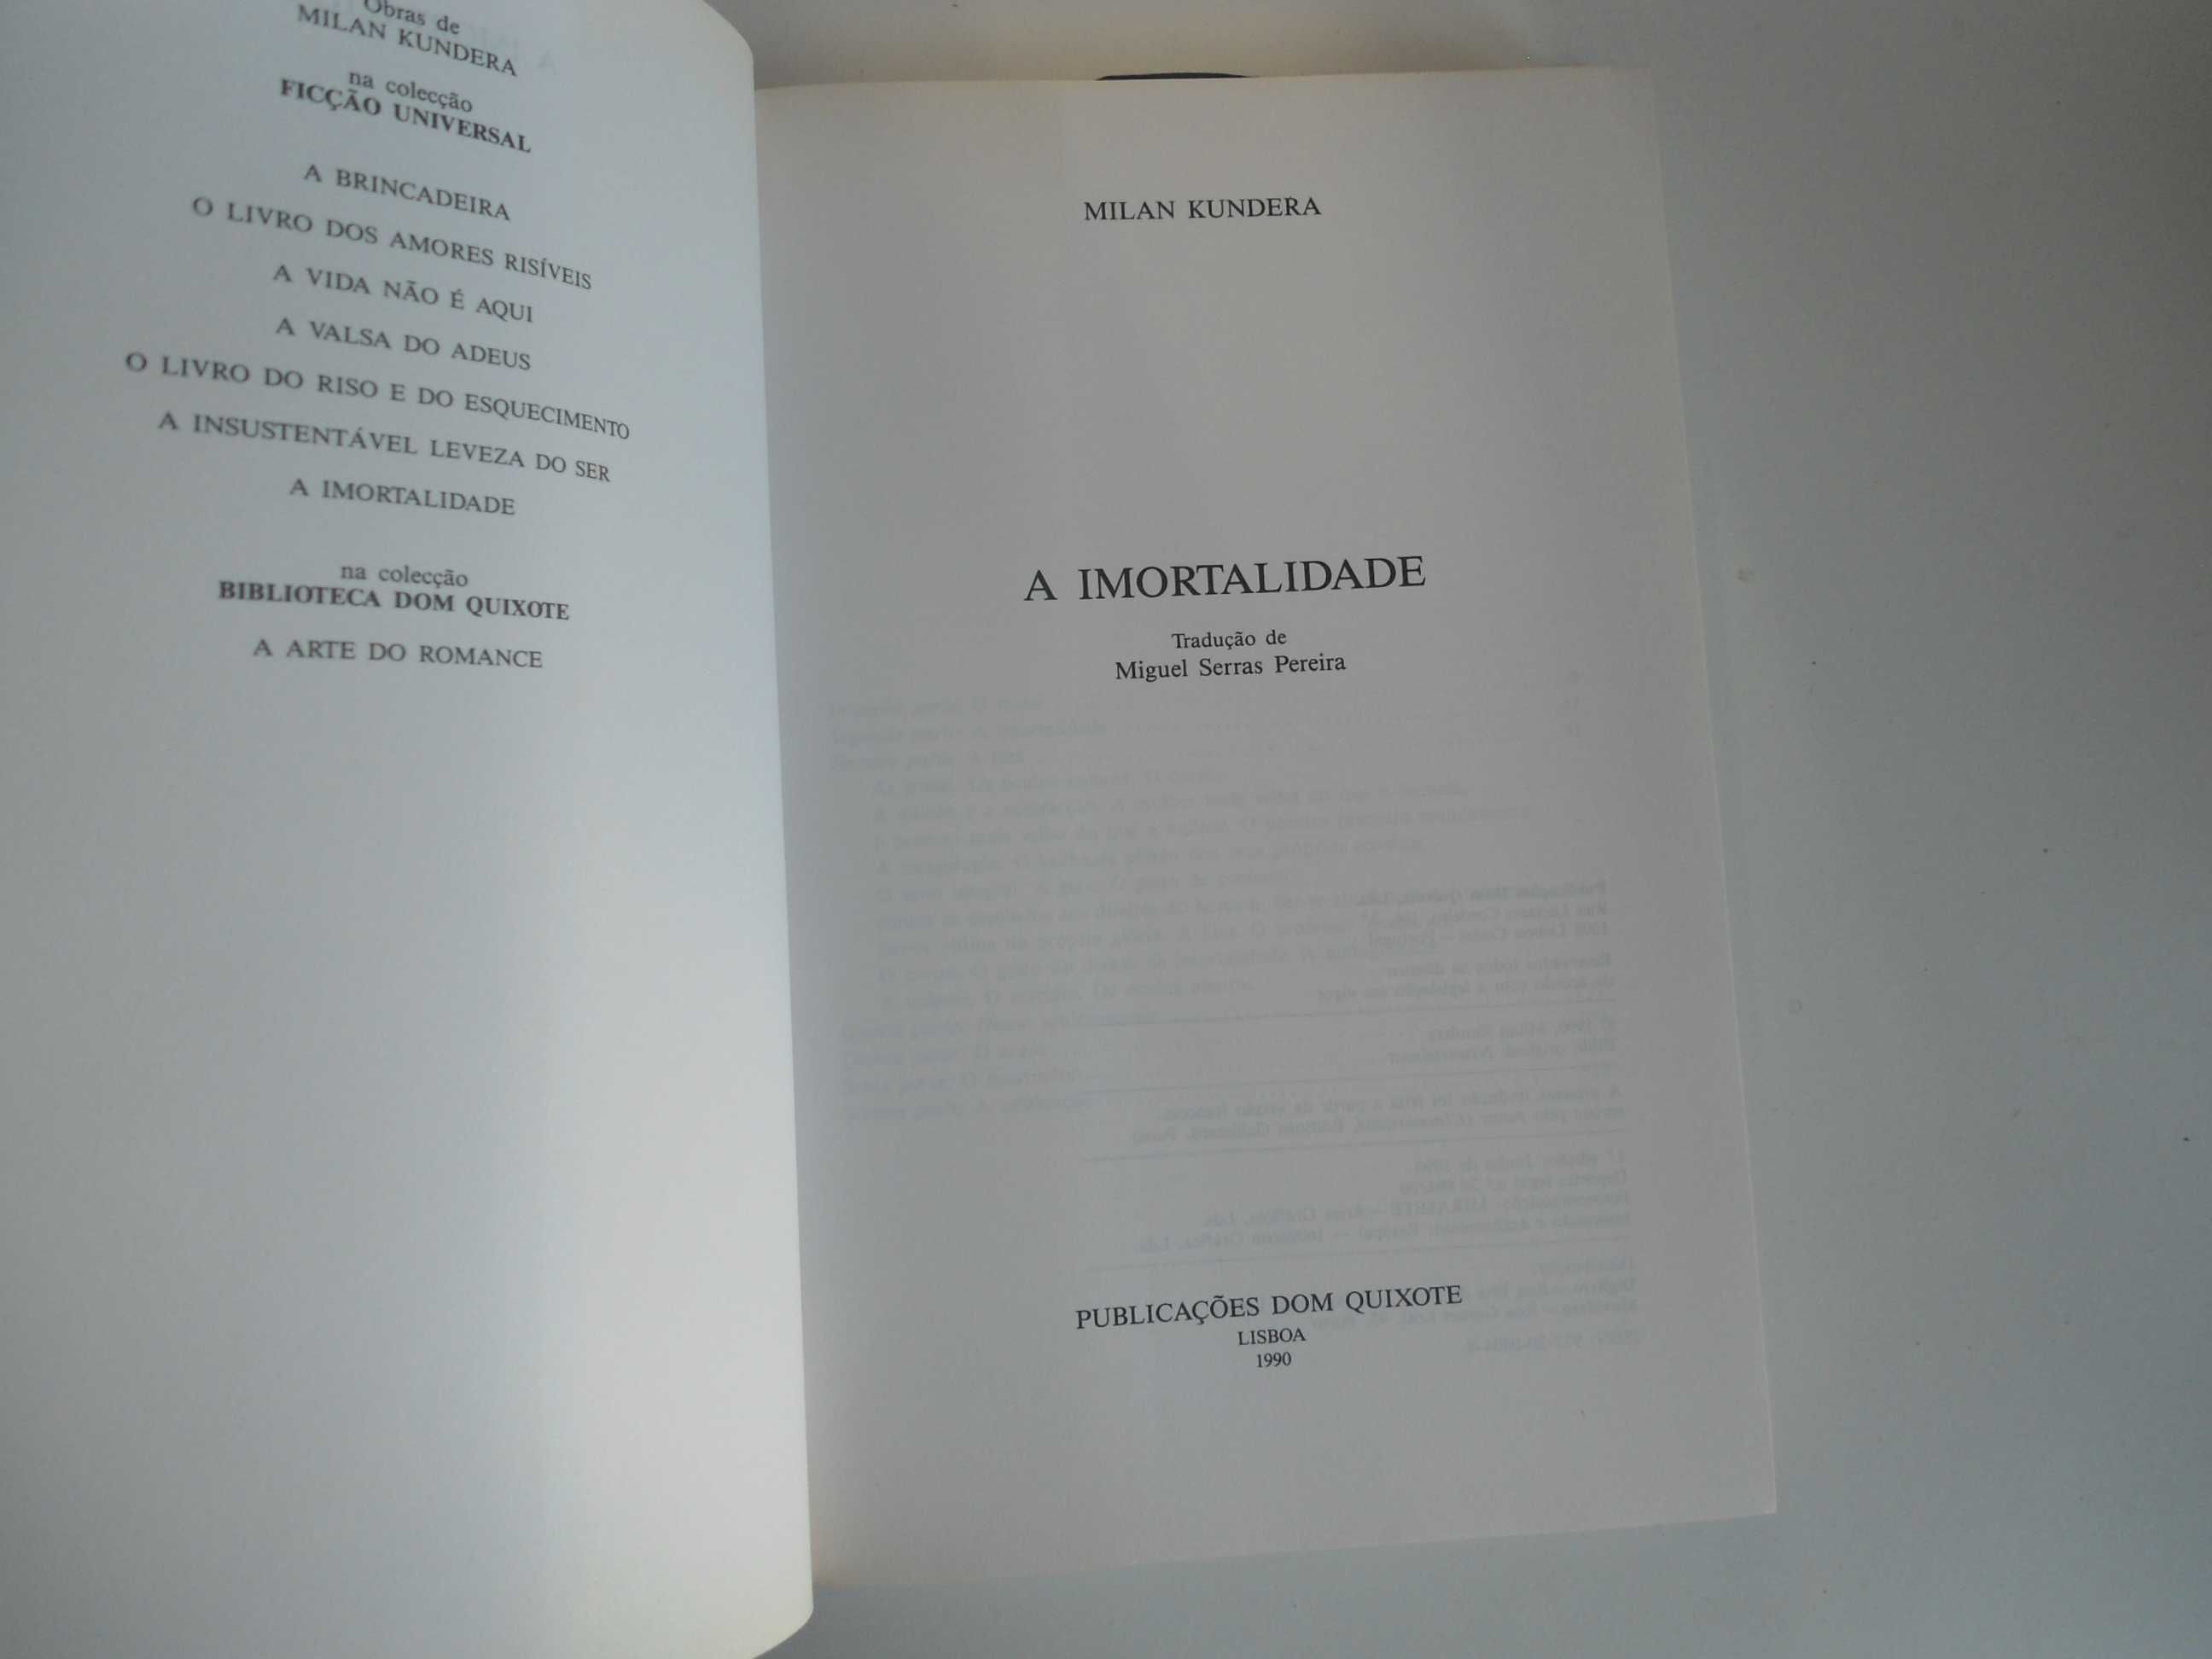 Obras de
MILAN KUNDERA
na colecção
FICÇÃO UNIVERSAL
A BRINCADEIRA
O LIVRO DOS AMORES RISÍVEIS
A VIDA NÃO É AQUI
A VALSA DO ADEUS
O LIVRO DO RISO E DO ESQUECIMENTO
A INSUSTENTÁVEL LEVEZA DO SER
A IMORTALIDADE
na colecção
BIBLIOTECA DOM QUIXOTE
A ARTE DO ROMANCE
MILAN KUNDERA
A IMORTALIDADE
Tradução de
Miguel Serras Pereira
PUBLICAÇÕES DOM QUIXOTE
LISBOA
1990